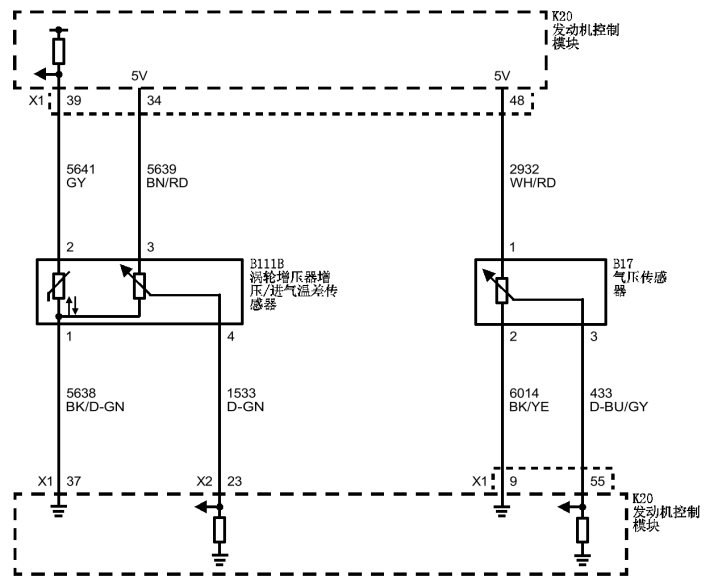 K20
发动机控制
模块
5V
5V
X1 39
34
48
5641
GY
5639
BN/RD
2932
WH/RD
2
3
1
B111B
涡轮增压器增
压/进气温差传
感器
B17
气压传感
器
1
4
2
3
5638
BK/D-GN
1533
D-GN
6014
BK/YE
433
D-BU/GY
X1 37
X2 23
X1 9
55
K20
发动机控制
模块